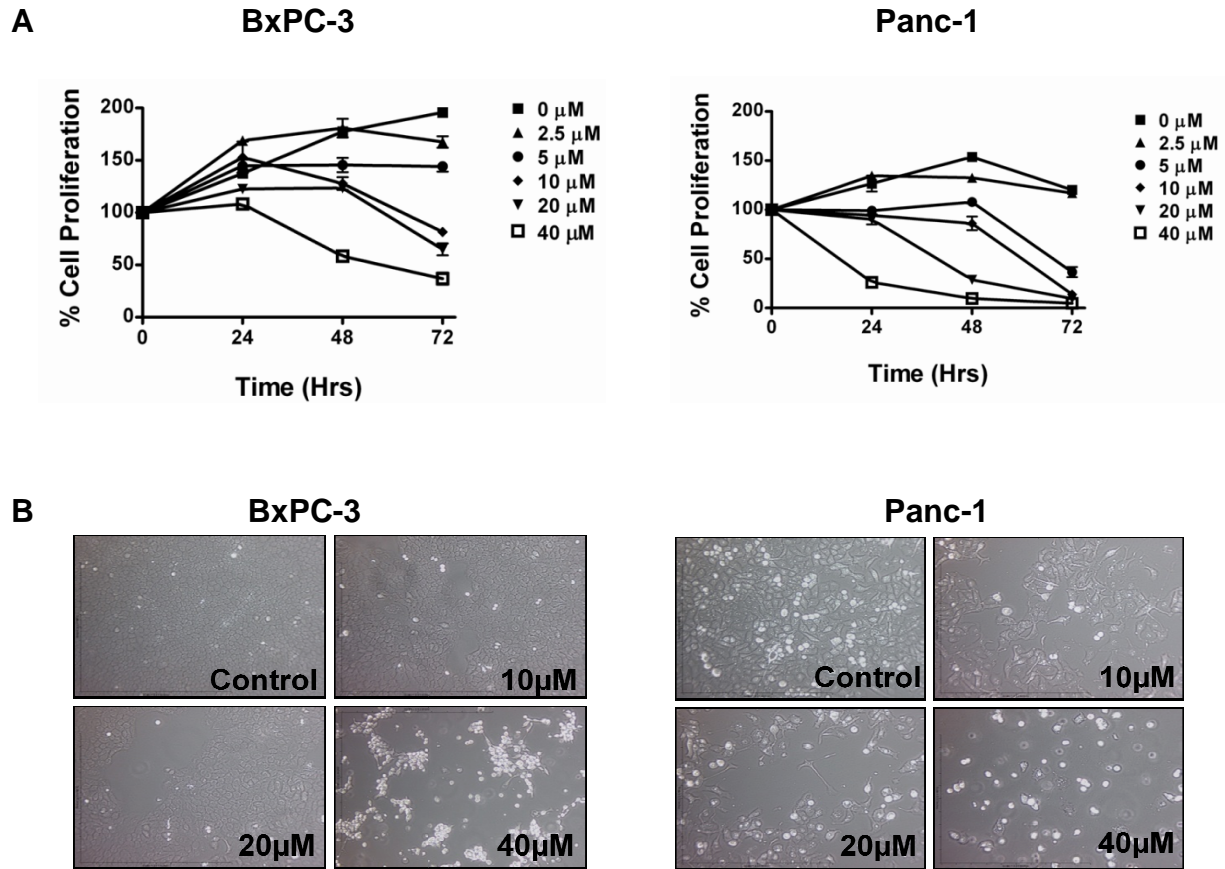 A
BxPC-3
Panc-1
% Cell Proliferation
200
150
100
50
0
0
24
48
72
Time (Hrs)
0 μM
2.5 μM
5 μM
10 μM
20 μM
40 μM
% Cell Proliferation
200
150
100
50
0
0
24
48
72
Time (Hrs)
0 μM
2.5 μM
5 μM
10 μM
20 μM
40 μM
B
BxPC-3
Panc-1
Control
10μM
20μM
40μM
Control
10μM
20μM
40μM